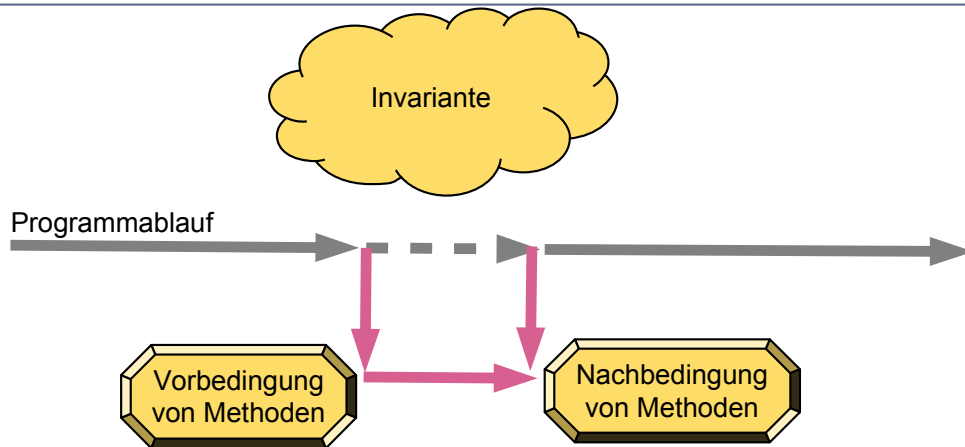 Invariante
Programmablauf
Vorbedingung
von Methoden
Nachbedingung
von Methoden